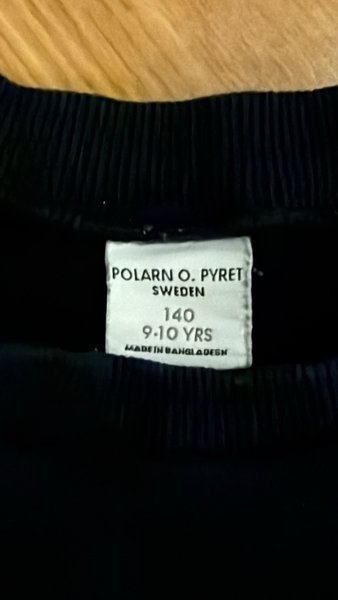 POLARN O. PYRET
SWEDEN
140
9-10 YRS
MADE IN BANGLADESH